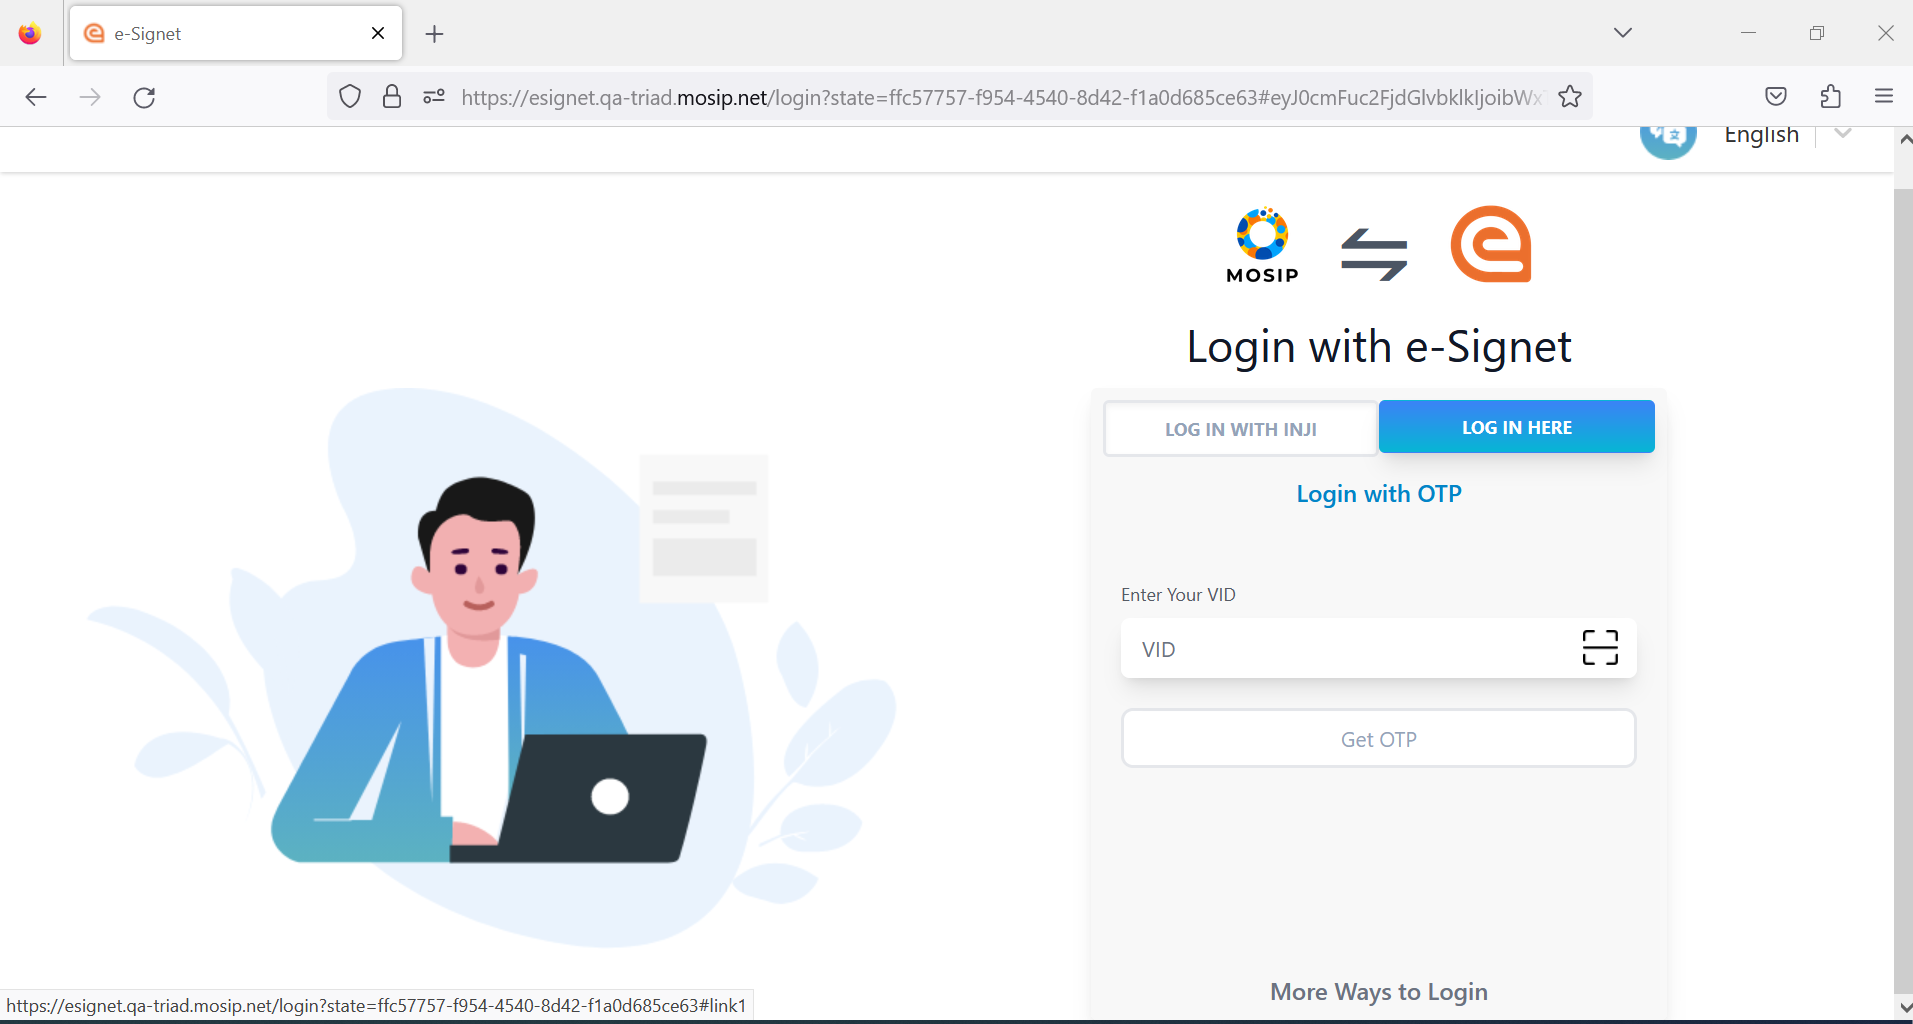 e-Signet
https://esignet.qa-triad.mosip.net/login?state=ffc57757-f954-4540-8d42-f1a0d685ce63#eyJ0cmFuc2FjdGlvbklkIjoibWx
English
MOSIP
Login with e-Signet
LOG IN WITH INJI
LOG IN HERE
Login with OTP
Enter Your VID
VID
Get OTP
More Ways to Login
https://esignet.qa-triad.mosip.net/login?state=ffc57757-f954-4540-8d42-f1a0d685ce63#link1